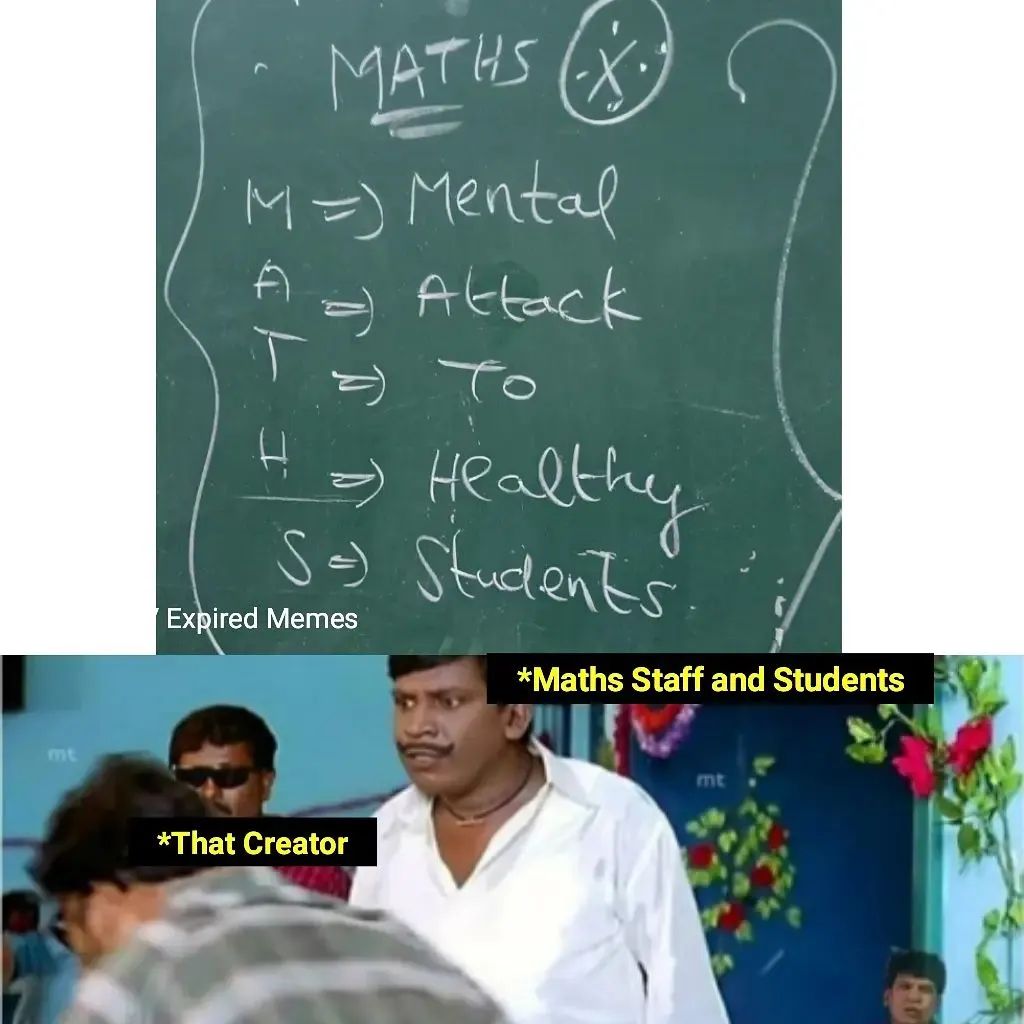 MATHS X
M => Mental
A => Attack
T => To
H => Healthy
S => Students.
Expired Memes
*Maths Staff and Students
mt
mt
*That Creator